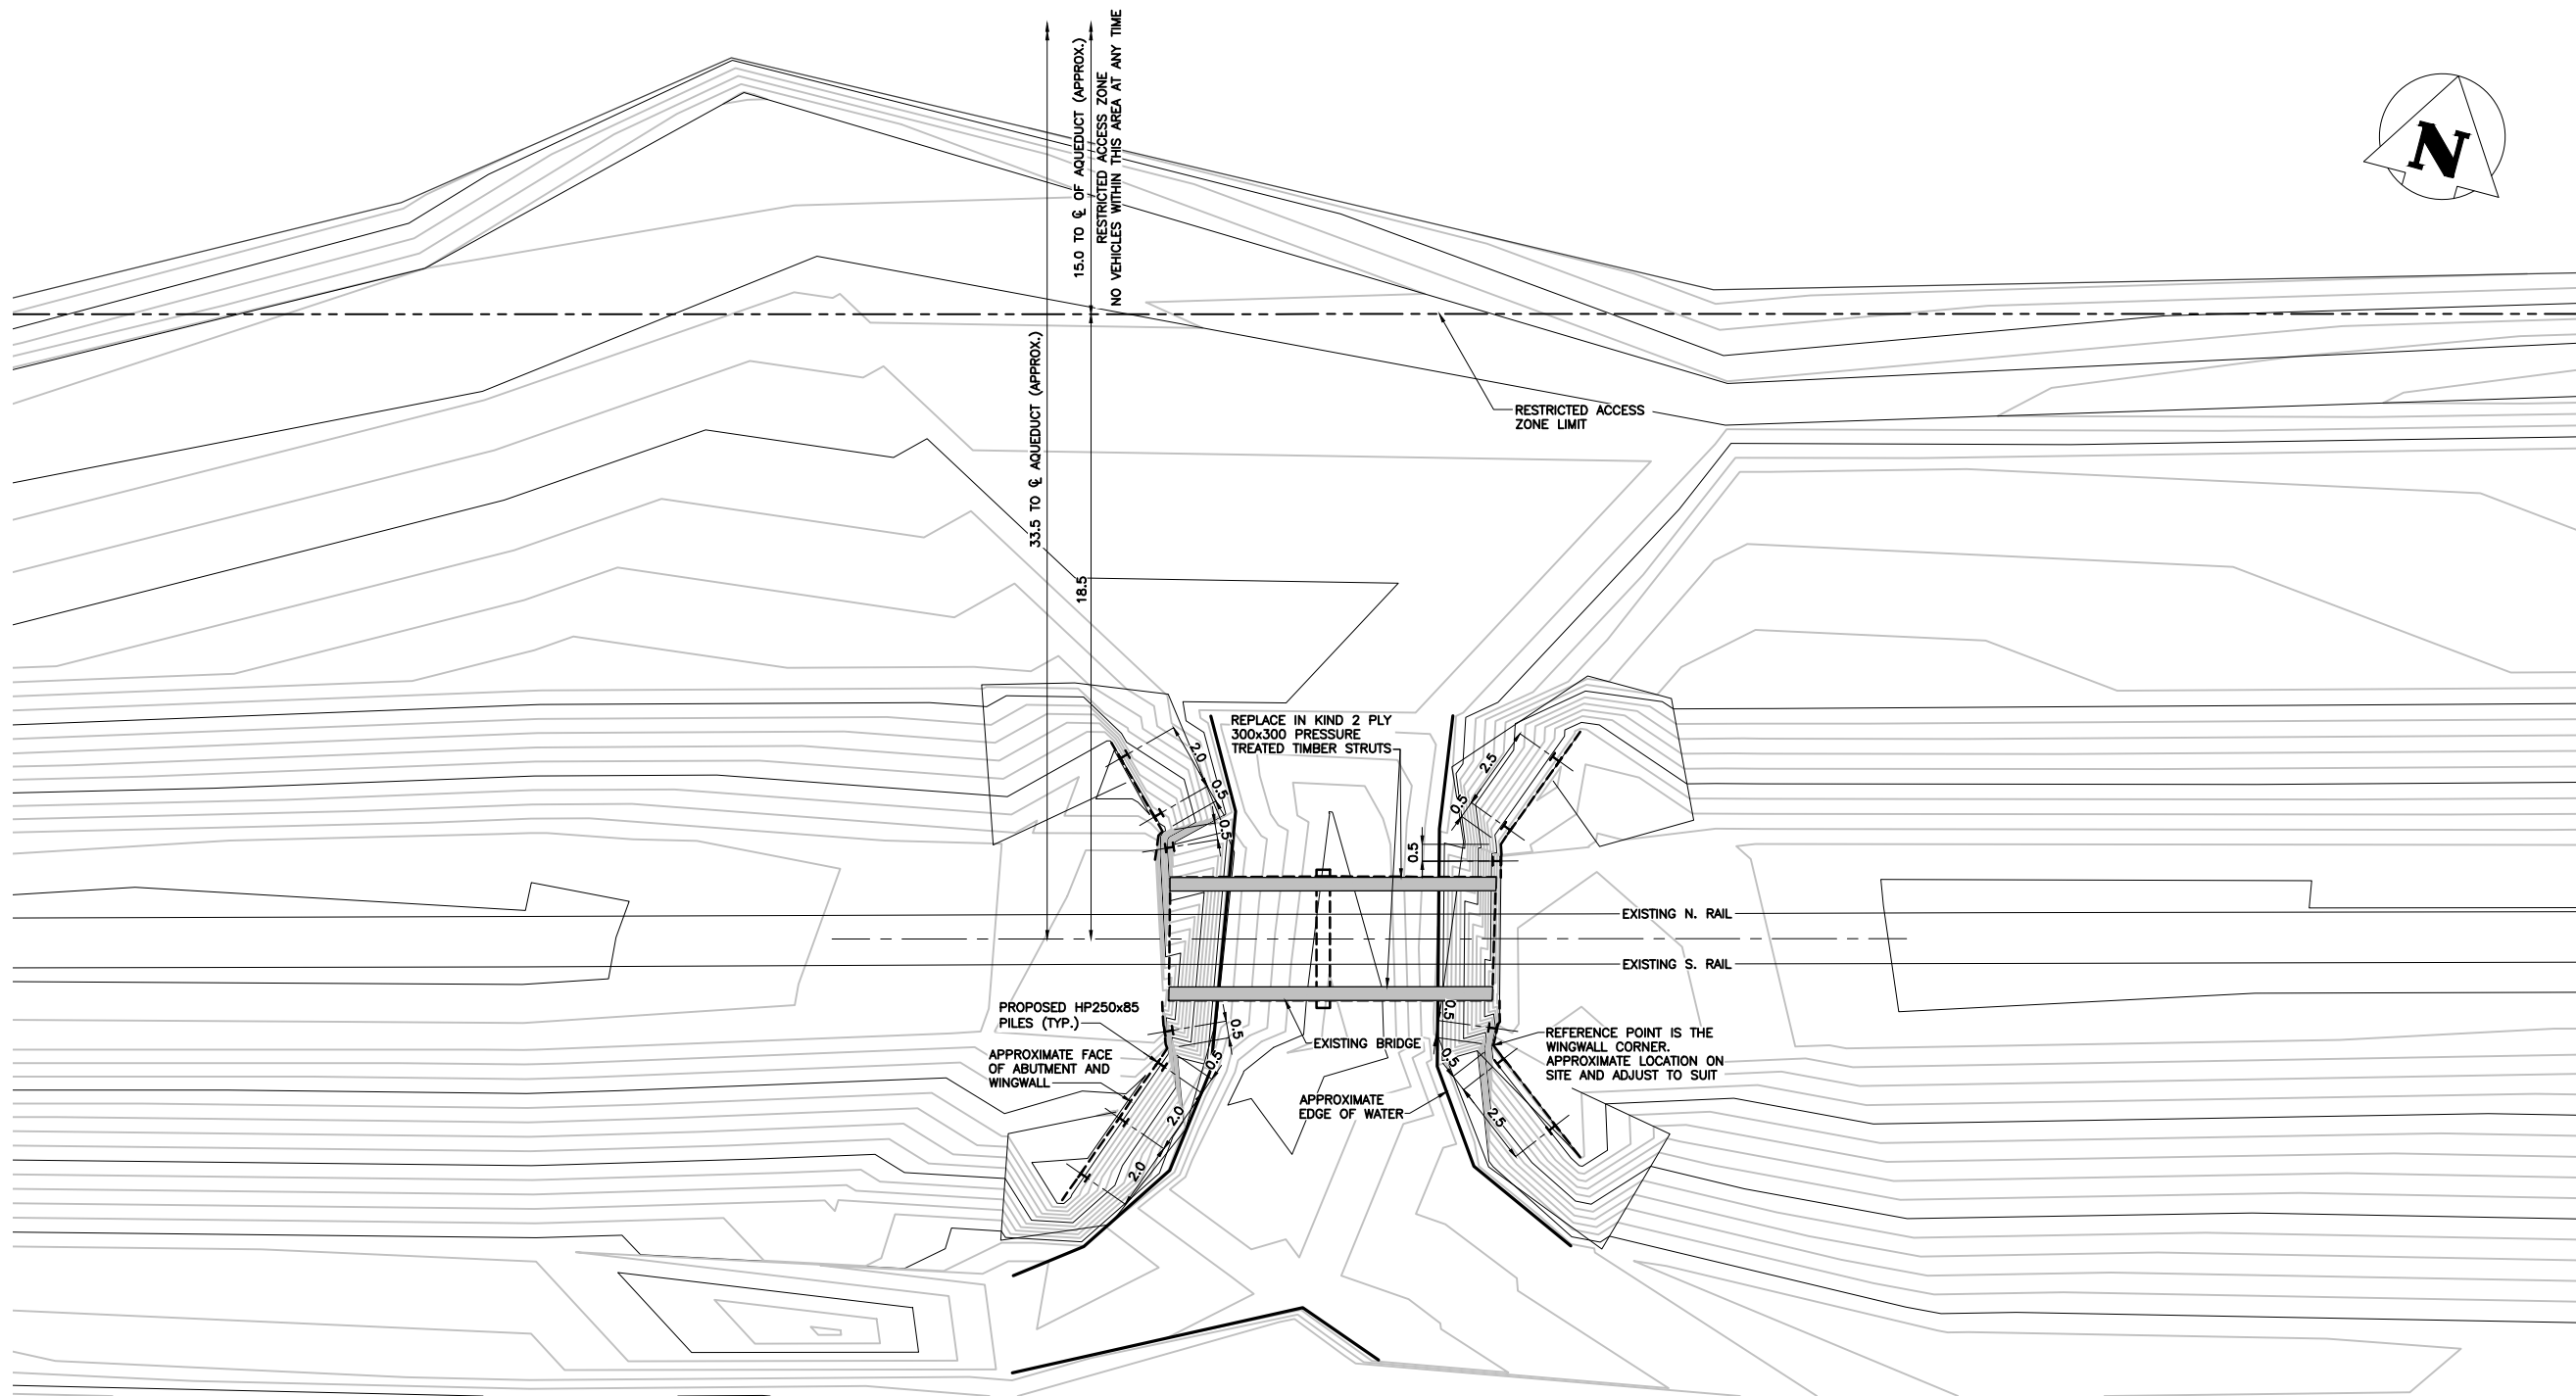 15.0 TO ℄ OF AQUEDUCT (APPROX.)
RESTRICTED ACCESS ZONE
NO VEHICLES WITHIN THIS AREA AT ANY TIME
N
33.5 TO ℄ AQUEDUCT (APPROX.)
RESTRICTED ACCESS
ZONE LIMIT
18.5
REPLACE IN KIND 2 PLY
300x300 PRESSURE
TREATED TIMBER STRUTS
2.0
0.5
0.5
2.5
0.5
0.5
EXISTING N. RAIL
EXISTING S. RAIL
PROPOSED HP250x85
PILES (TYP.)
0.5
0.5
EXISTING BRIDGE
REFERENCE POINT IS THE
WINGWALL CORNER.
APPROXIMATE LOCATION ON
SITE AND ADJUST TO SUIT
APPROXIMATE FACE
OF ABUTMENT AND
WINGWALL
0.5
0.5
APPROXIMATE
EDGE OF WATER
2.0
2.5
2.0